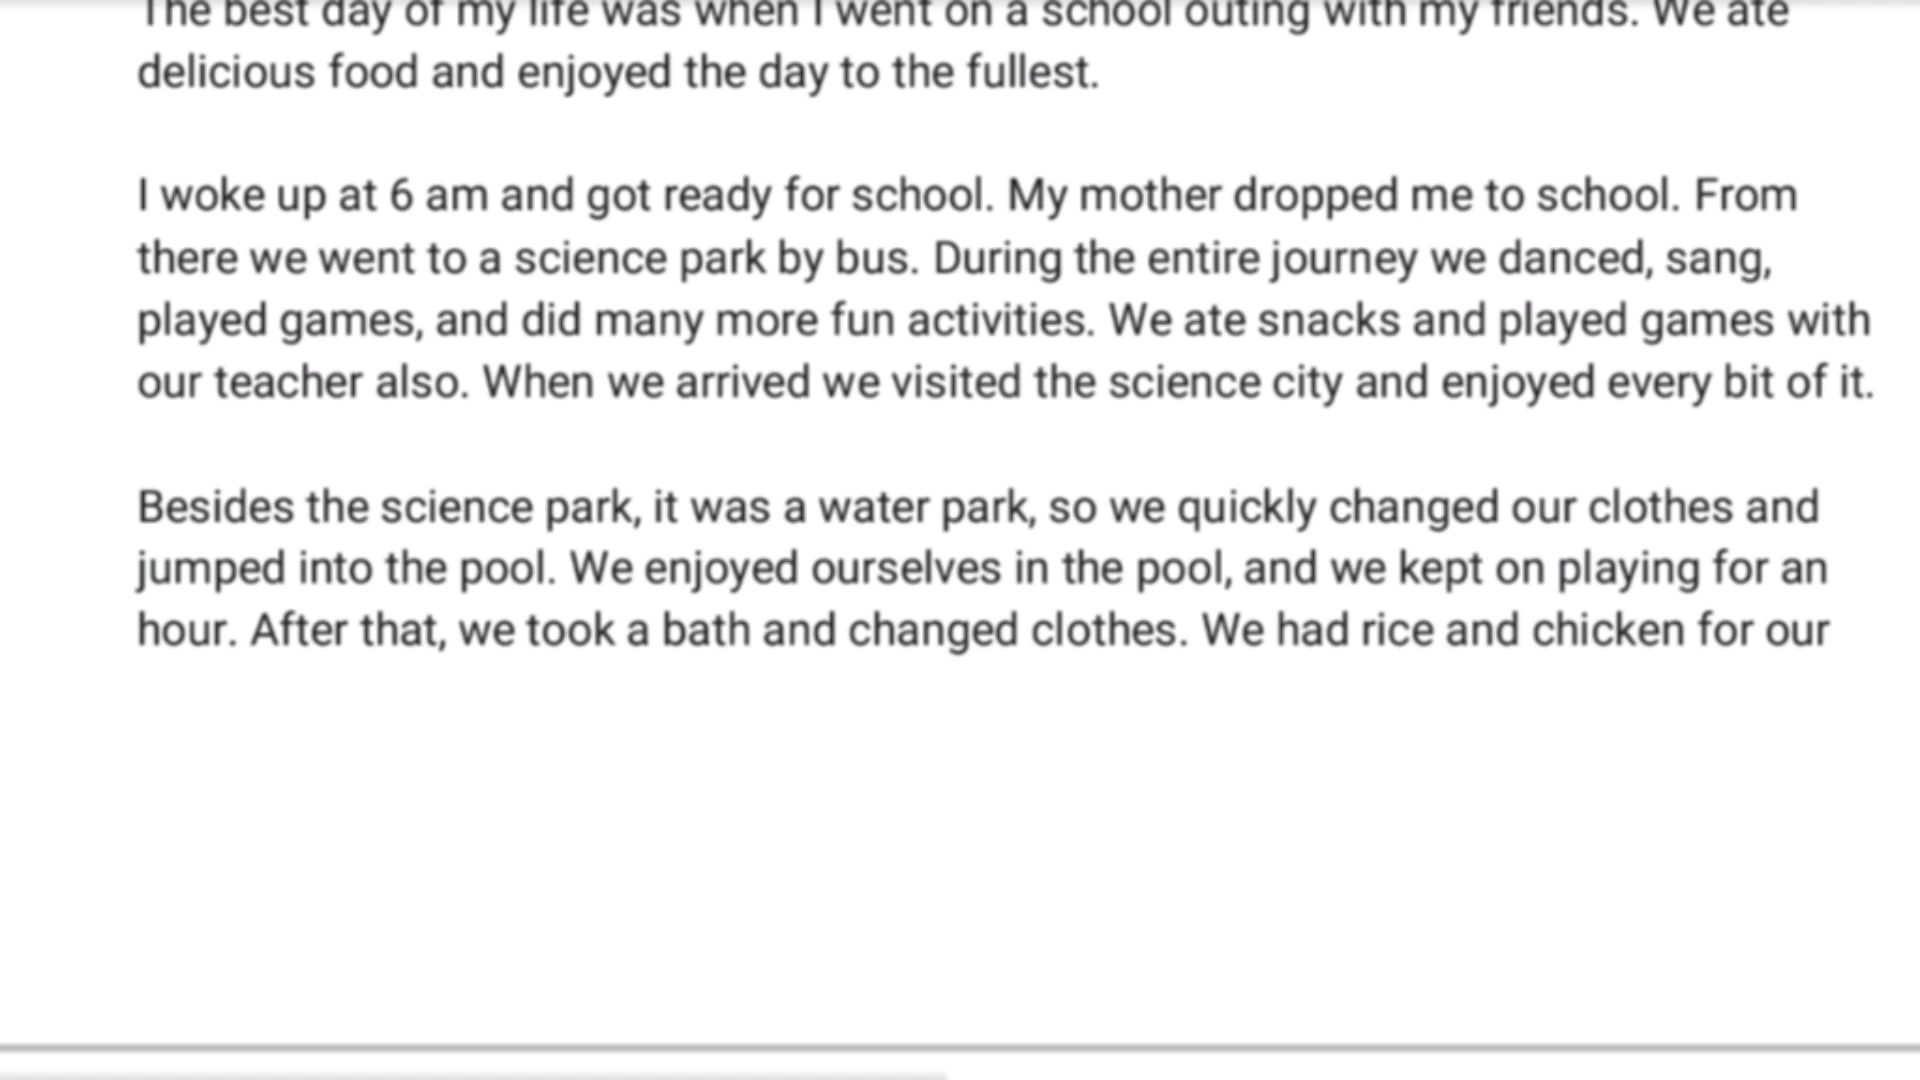 The best day of my life was when I went on a school outing with my friends. We ate
delicious food and enjoyed the day to the fullest.
I woke up at 6 am and got ready for school. My mother dropped me to school. From
there we went to a science park by bus. During the entire journey we danced, sang,
played games, and did many more fun activities. We ate snacks and played games with
our teacher also. When we arrived we visited the science city and enjoyed every bit of it.
Besides the science park, it was a water park, so we quickly changed our clothes and
jumped into the pool. We enjoyed ourselves in the pool, and we kept on playing for an
hour. After that, we took a bath and changed clothes. We had rice and chicken for our